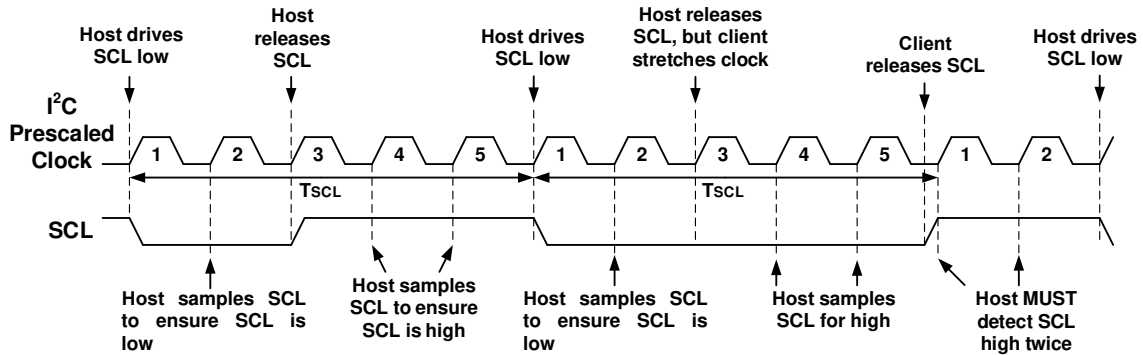 Host drives
SCL low
Host
releases
SCL
Host drives
SCL low
Host releases
SCL, but client
stretches clock
Client
releases SCL
Host drives
SCL low
I²C
Prescaled
Clock
1 2 3 4 5 1 2 3 4 5 1 2
TSCL TSCL
SCL
Host samples SCL
to ensure SCL is
low
Host samples
SCL to ensure
SCL is high
Host samples SCL
to ensure SCL is
low
Host samples
SCL for high
Host MUST
detect SCL
high twice